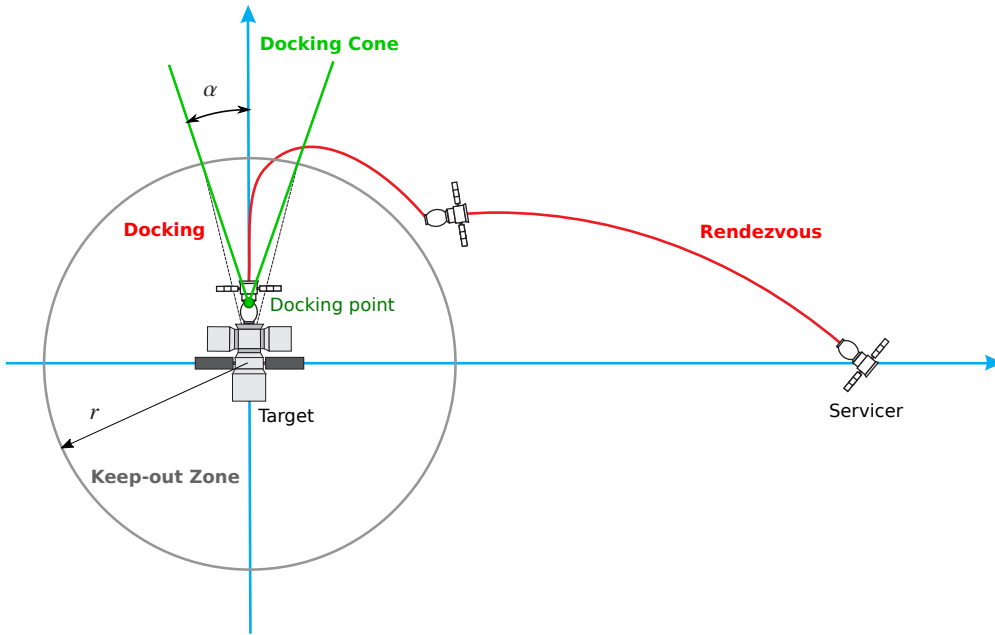 Docking Cone
α
Docking
Rendezvous
Docking point
Servicer
r
Target
Keep-out Zone